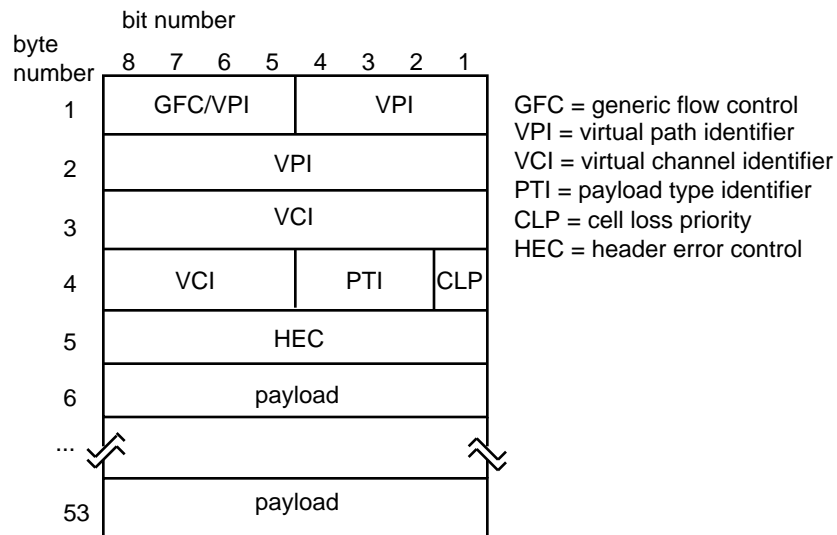 bit number
byte
number
8 7 6 5 4 3 2 1
1 GFC/VPI VPI
2 VPI
3 VCI
4 VCI PTI CLP
5 HEC
6 payload
...
53 payload
GFC = generic flow control
VPI = virtual path identifier
VCI = virtual channel identifier
PTI = payload type identifier
CLP = cell loss priority
HEC = header error control